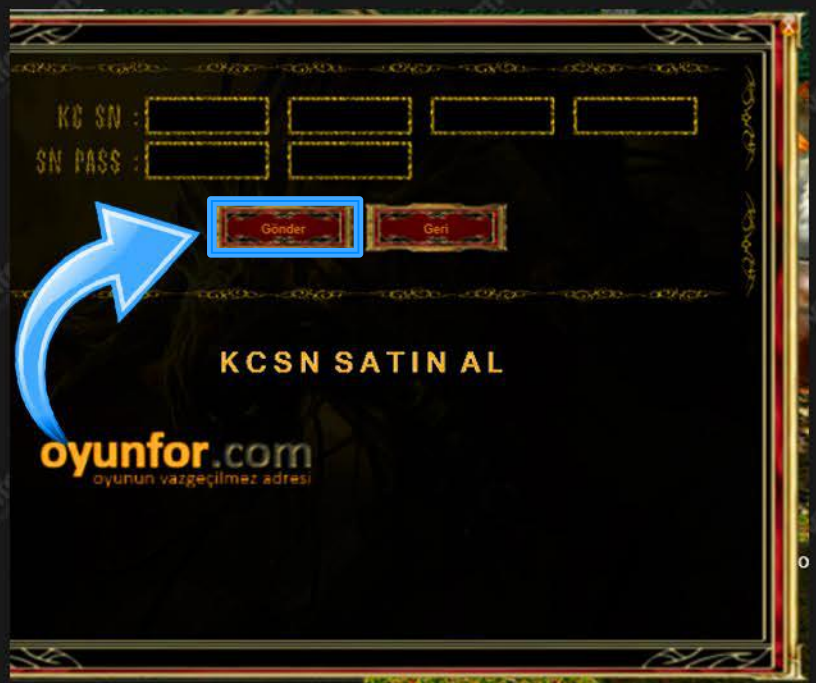 KC SN :
SN PASS :
Gönder Geri
KCSN SATIN AL
oyunfor.com
oyunun vazgeçilmez adresi
O